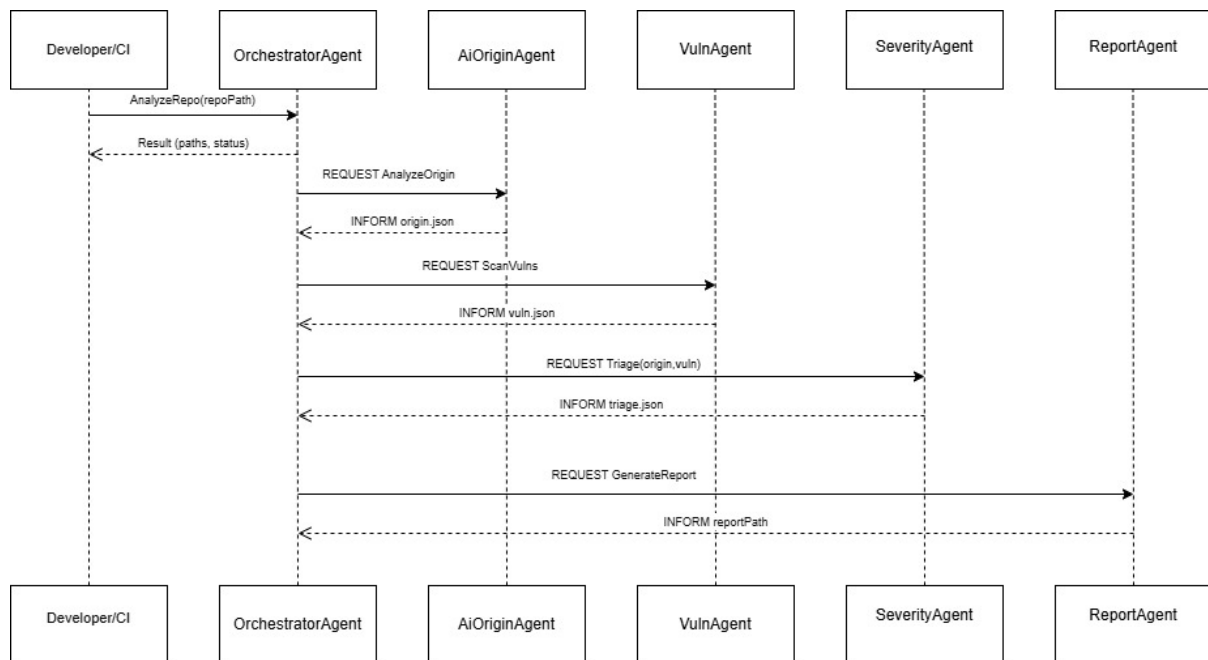 Developer/CI
OrchestratorAgent
AiOriginAgent
VulnAgent
SeverityAgent
ReportAgent
AnalyzeRepo(repoPath)
Result (paths, status)
REQUEST AnalyzeOrigin
INFORM origin.json
REQUEST ScanVulns
INFORM vuln.json
REQUEST Triage(origin,vuln)
INFORM triage.json
REQUEST GenerateReport
INFORM reportPath
Developer/CI
OrchestratorAgent
AiOriginAgent
VulnAgent
SeverityAgent
ReportAgent